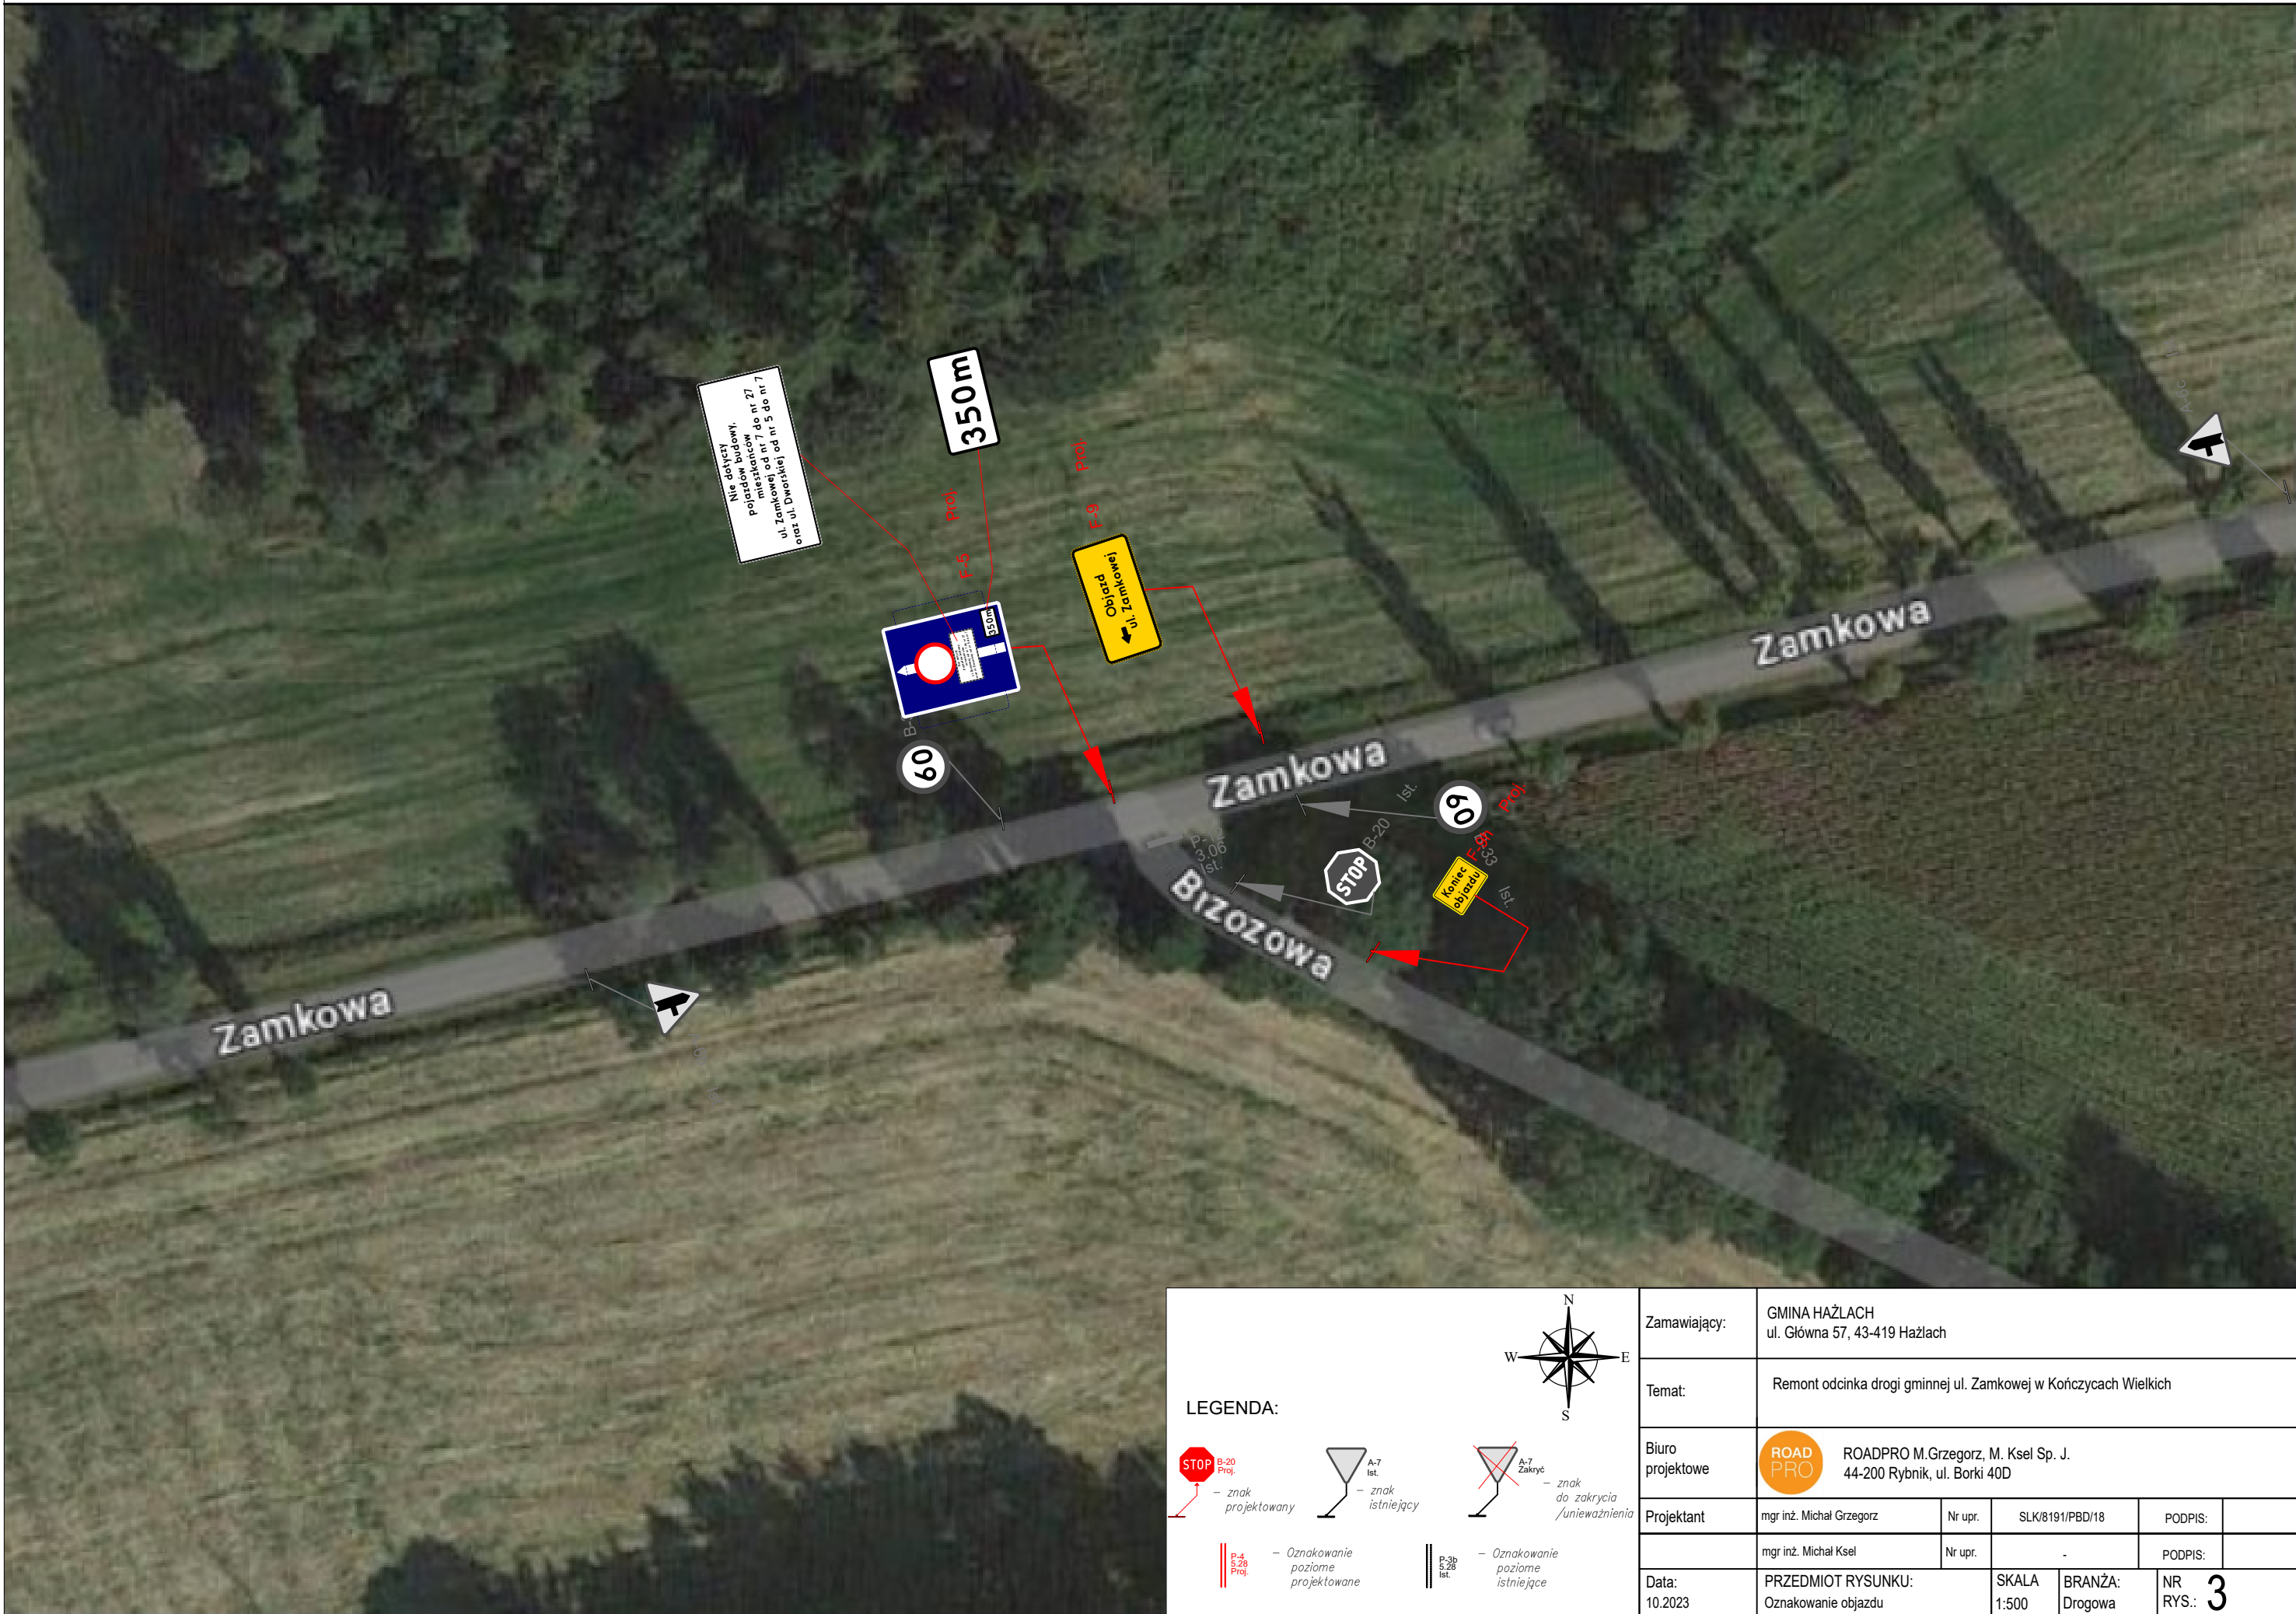 Nie dotyczy
Pojazdów budowy,
mieszkańców
ul. Zamkowej od nr 7 do nr 27
oraz ul. Dworskiej od nr 5 do nr 7
350m
F-5 Proj.
350m
F-9 Proj.
Objazd
ul. Zamkowej
60
Zamkowa
Zamkowa
Zamkowa
Brzozowa
3.06
Ist.
STOP
B-20 Ist.
60
Ist.
Proj.
Koniec
objazdu
LEGENDA:
N
W E
S
STOP
B-20
Proj.
– znak
projektowany
A-7
Ist.
– znak
istniejący
A-7
Zakryć
– znak
do zakrycia
/unieważnienia
P-4
5.28
Proj.
– Oznakowanie
poziome
projektowane
P-3b
5.28
Ist.
– Oznakowanie
poziome
istniejące
Zamawiający:
GMINA HAŻLACH
ul. Główna 57, 43-419 Hażlach
Temat:
Remont odcinka drogi gminnej ul. Zamkowej w Kończycach Wielkich
Biuro
projektowe
ROAD
PRO
ROADPRO M.Grzegorz, M. Ksel Sp. J.
44-200 Rybnik, ul. Borki 40D
Projektant mgr inż. Michał Grzegorz Nr upr. SLK/8191/PBD/18 PODPIS:
mgr inż. Michał Ksel Nr upr. - PODPIS:
Data:
10.2023
PRZEDMIOT RYSUNKU:
Oznakowanie objazdu
SKALA
1:500
BRANŻA:
Drogowa
NR
RYS.: 3